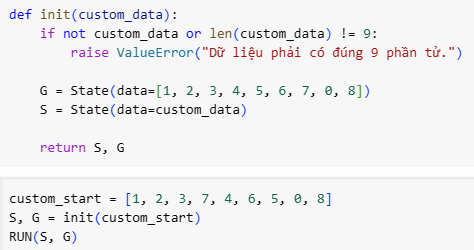 def init(custom_data):
    if not custom_data or len(custom_data) != 9:
        raise ValueError("Dữ liệu phải có đúng 9 phần tử.")
    G = State(data=[1, 2, 3, 4, 5, 6, 7, 0, 8])
    S = State(data=custom_data)
    return S, G
custom_start = [1, 2, 3, 7, 4, 6, 5, 0, 8]
S, G = init(custom_start)
RUN(S, G)